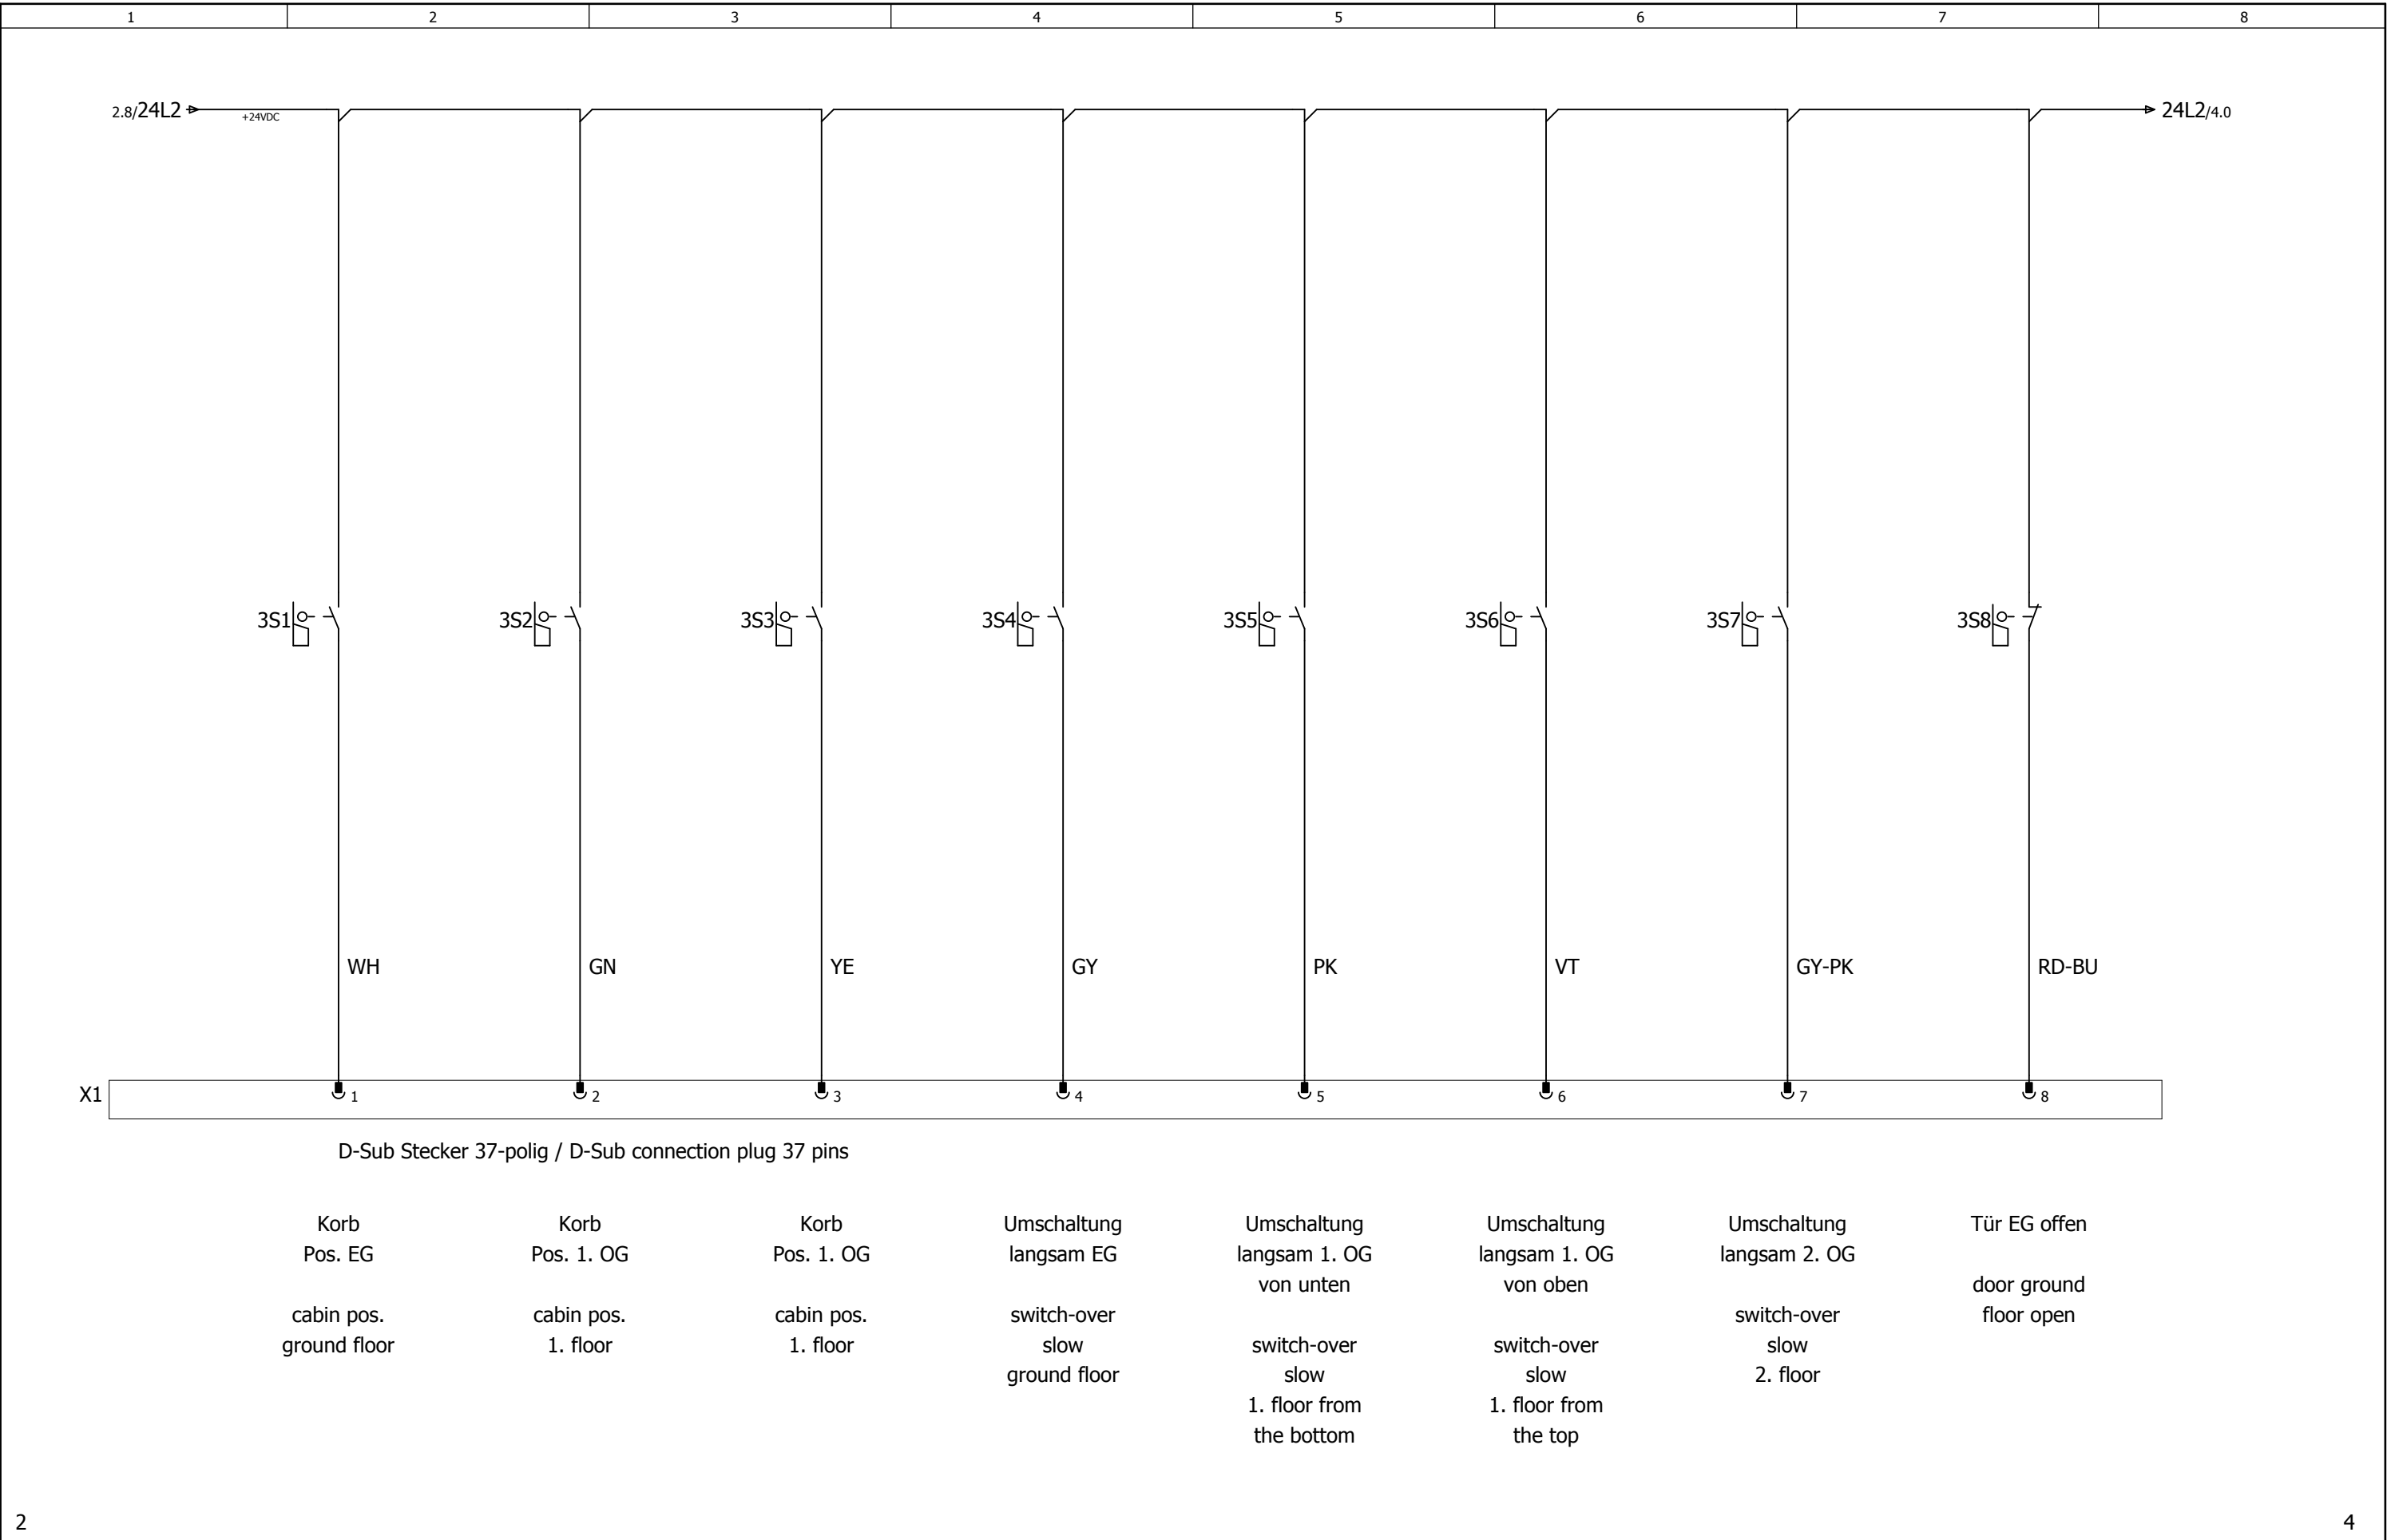 1 2 3 4 5 6 7 8
2.8/24L2 +24VDC 24L2/4.0
3S1 3S2 3S3 3S4 3S5 3S6 3S7 3S8
WH GN YE GY PK VT GY-PK RD-BU
X1 1 2 3 4 5 6 7 8
D-Sub Stecker 37-polig / D-Sub connection plug 37 pins
Korb
Pos. EG
cabin pos.
ground floor
Korb
Pos. 1. OG
cabin pos.
1. floor
Korb
Pos. 1. OG
cabin pos.
1. floor
Umschaltung
langsam EG
switch-over
slow
ground floor
Umschaltung
langsam 1. OG
von unten
switch-over
slow
1. floor from
the bottom
Umschaltung
langsam 1. OG
von oben
switch-over
slow
1. floor from
the top
Umschaltung
langsam 2. OG
switch-over
slow
2. floor
Tür EG offen
door ground
floor open
2 4